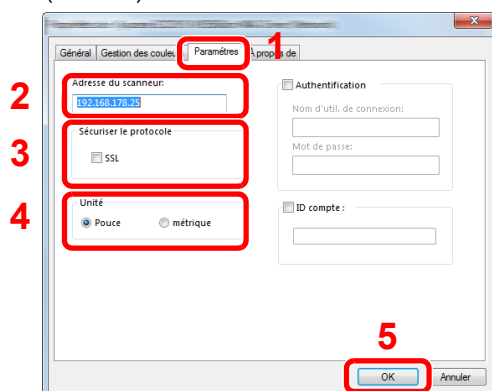 1
Général Gestion des couleu Paramètres À propos de
2
Adresse du scanneur:
192.168.178.25
3
Sécuriser le protocole
SSL
4
Unité
Pouce métrique
Authentification
Nom d'util. de connexion:
Mot de passe:
ID compte :
5
OK Annuler